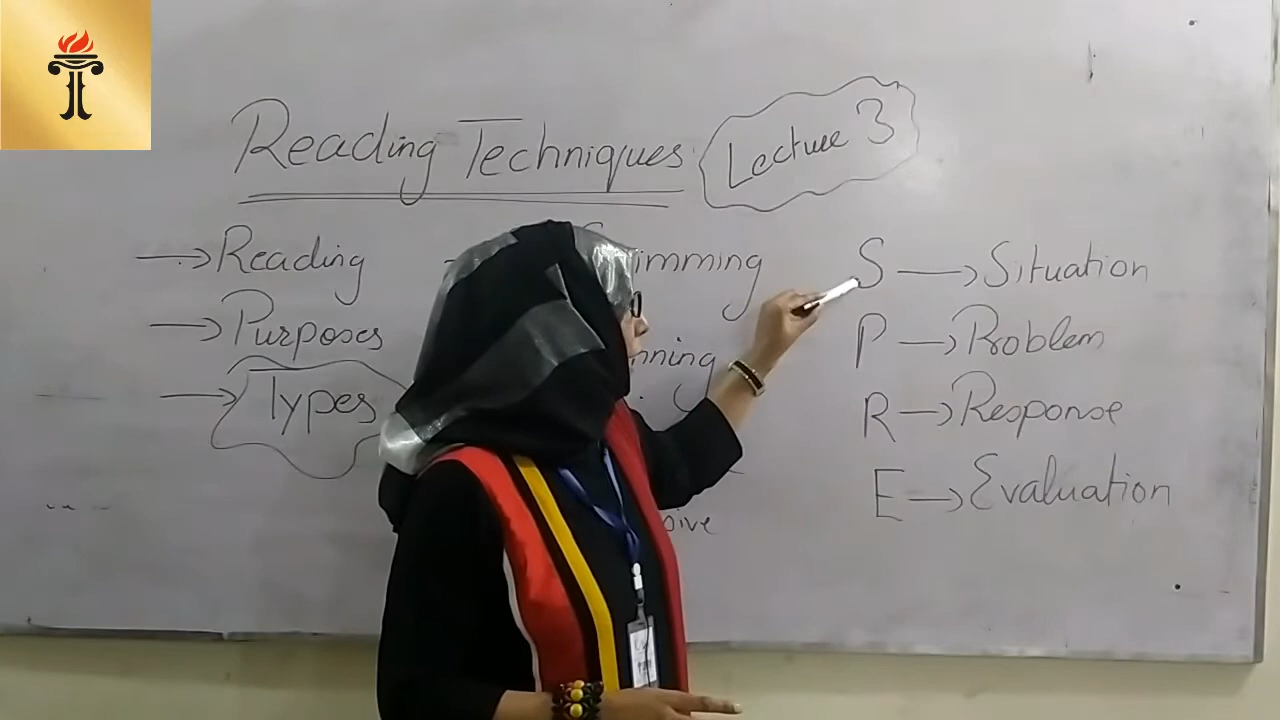 Reading Techniques
Lecture 3
→ Reading
→ Purposes
→ Types
S → Situation
P → Problem
R → Response
E → Evaluation